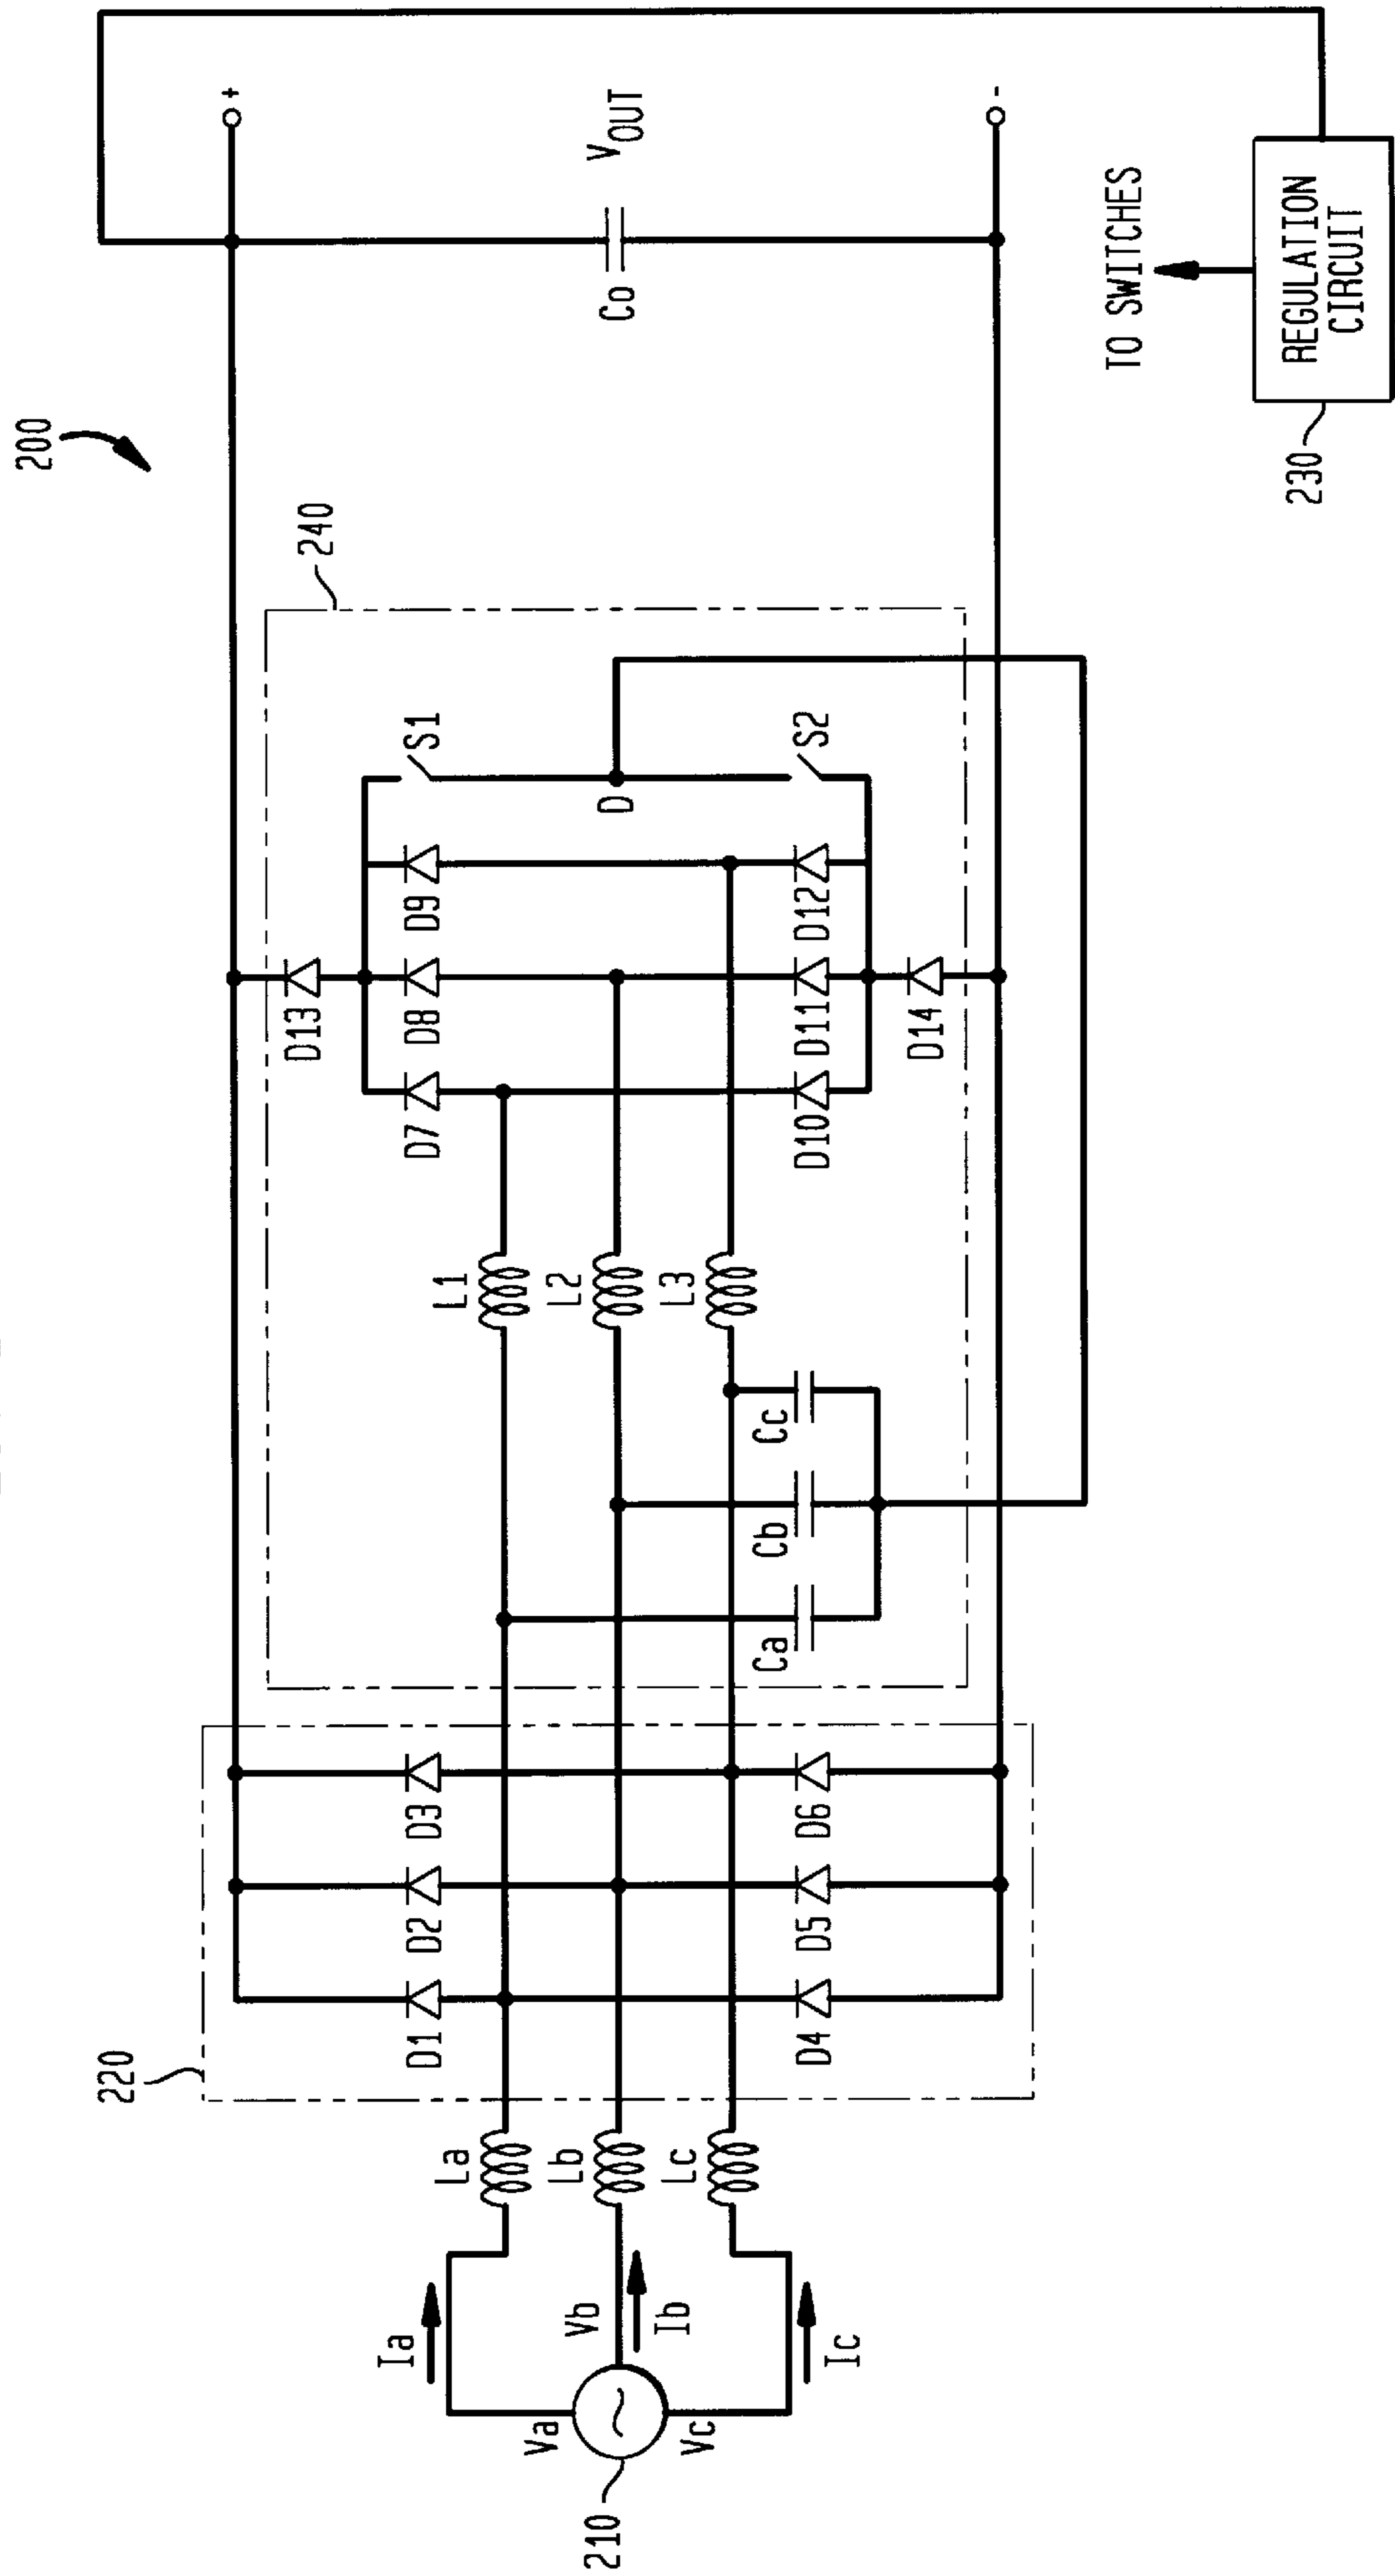 200
220
240
210
230
Va
Vb
Vc
Ia
Ib
Ic
La
Lb
Lc
D1
D2
D3
D4
D5
D6
Ca
Cb
Cc
L1
L2
L3
D7
D8
D9
D10
D11
D12
D13
D14
S1
D
S2
Co
VOUT
+
-
TO SWITCHES
REGULATION
CIRCUIT